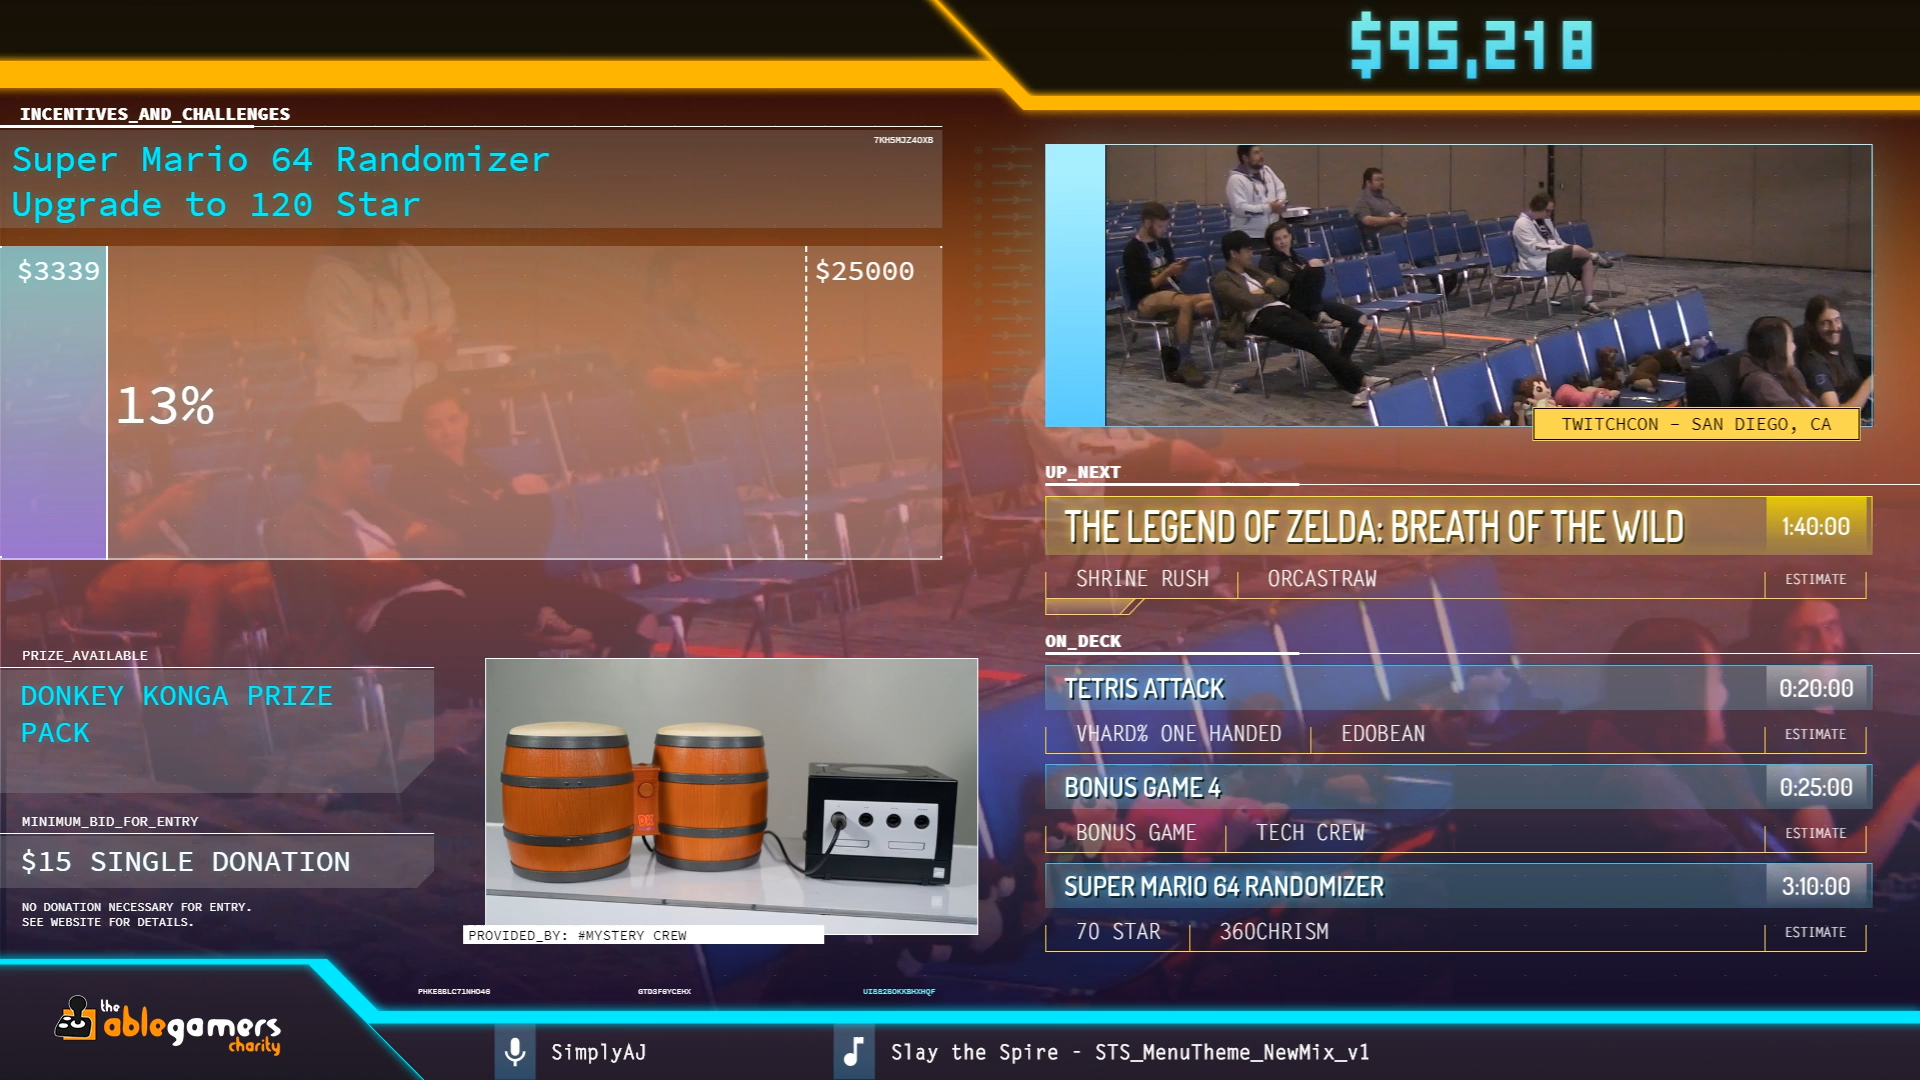 $95,218
INCENTIVES_AND_CHALLENGES
7KHSMJZ4OXB
Super Mario 64 Randomizer
Upgrade to 120 Star
$3339
$25000
13%
PRIZE_AVAILABLE
DONKEY KONGA PRIZE
PACK
MINIMUM_BID_FOR_ENTRY
$15 SINGLE DONATION
NO DONATION NECESSARY FOR ENTRY.
SEE WEBSITE FOR DETAILS.
DK
PROVIDED_BY: #MYSTERY CREW
TWITCHCON - SAN DIEGO, CA
UP_NEXT
THE LEGEND OF ZELDA: BREATH OF THE WILD
1:40:00
SHRINE RUSH
ORCASTRAW
ESTIMATE
ON_DECK
TETRIS ATTACK
0:20:00
VHARD% ONE HANDED
EDOBEAN
ESTIMATE
BONUS GAME 4
0:25:00
BONUS GAME
TECH CREW
ESTIMATE
SUPER MARIO 64 RANDOMIZER
3:10:00
70 STAR
360CHRISM
ESTIMATE
the
ablegamers
charity
SimplyAJ
Slay the Spire - STS_MenuTheme_NewMix_v1